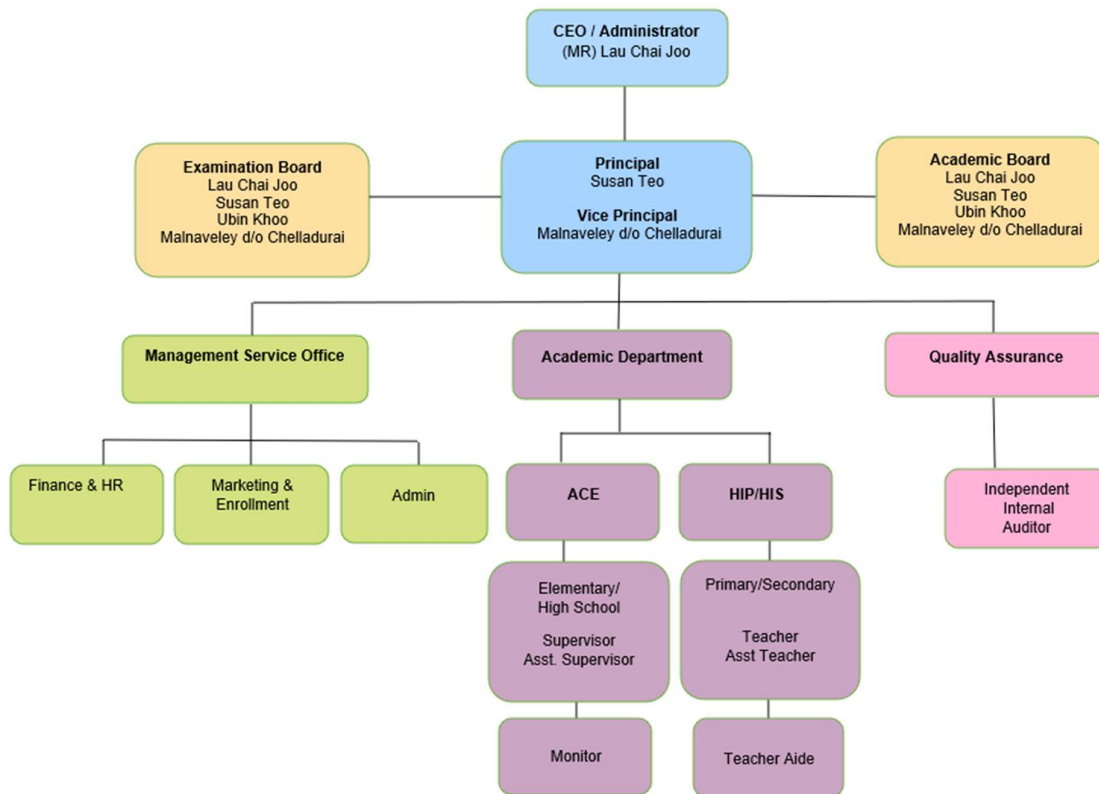 CEO / Administrator
(MR) Lau Chai Joo
Examination Board
Lau Chai Joo
Susan Teo
Ubin Khoo
Malnaveley d/o Chelladurai
Principal
Susan Teo
Vice Principal
Malnaveley d/o Chelladurai
Academic Board
Lau Chai Joo
Susan Teo
Ubin Khoo
Malnaveley d/o Chelladurai
Management Service Office
Academic Department
Quality Assurance
Finance & HR
Marketing &
Enrollment
Admin
ACE
HIP/HIS
Independent
Internal
Auditor
Elementary/
High School
Supervisor
Asst. Supervisor
Primary/Secondary
Teacher
Asst Teacher
Monitor
Teacher Aide